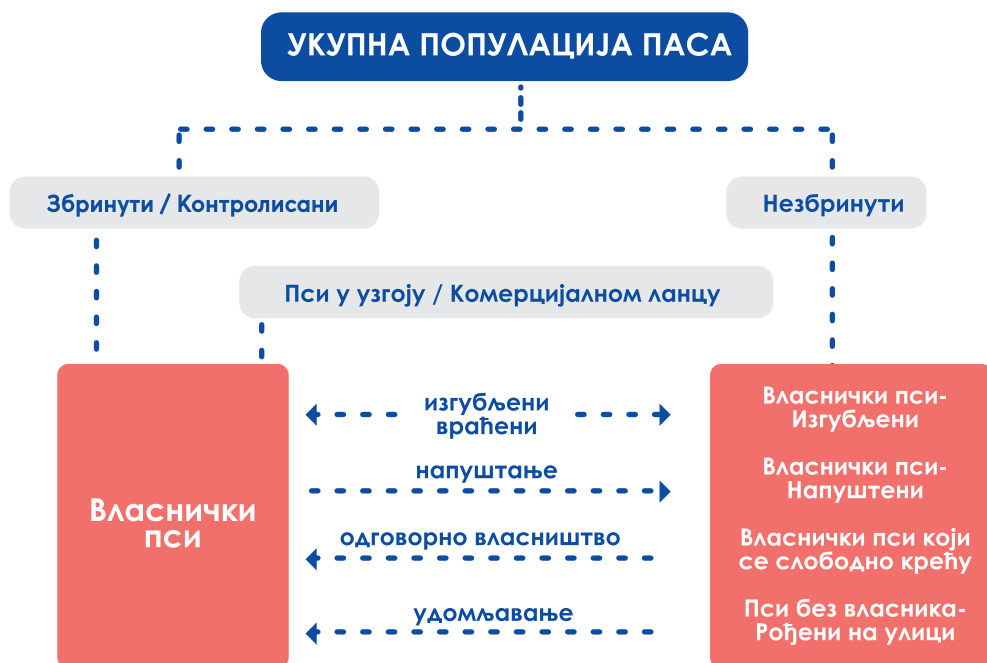 УКУПНА ПОПУЛАЦИЈА ПАСА
Збринути / Контролисани
Незбринути
Пси у узгоју / Комерцијалном ланцу
Власнички
пси
изгубљени
враћени
напуштање
одговорно власништво
удомљавање
Власнички пси-
Изгубљени
Власнички пси-
Напуштени
Власнички пси који
се слободно крећу
Пси без власника-
Рођени на улици